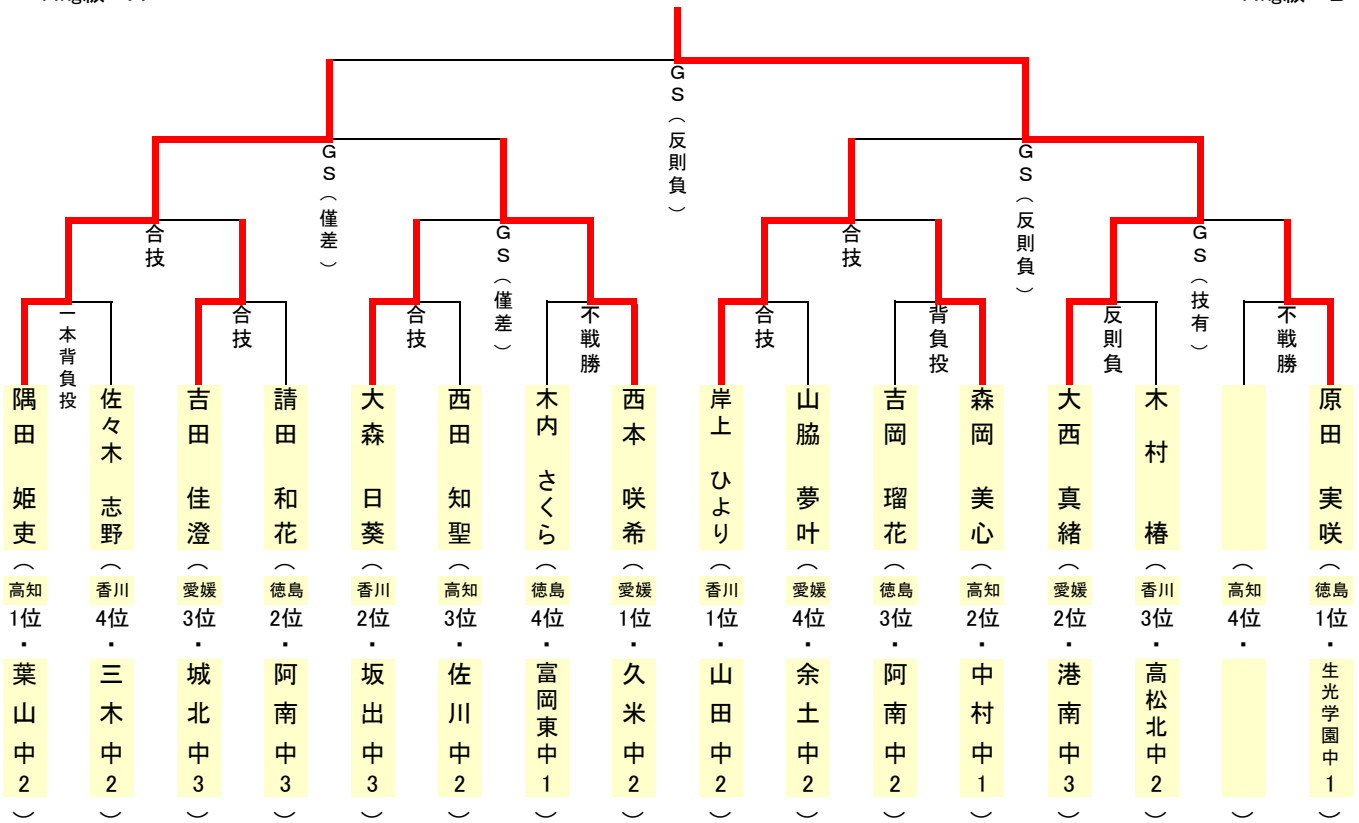 GS(反則負)
GS(僅差)
GS(反則負)
合技
GS(僅差)
合技
GS(技有)
一本背負投
合技
合技
不戦勝
合技
背負投
反則負
不戦勝
隅田 姫吏(高知1位・葉山中2)
佐々木 志野(香川4位・三木中2)
吉田 佳澄(愛媛3位・城北中3)
請田 和花(徳島2位・阿南中3)
大森 日葵(香川2位・坂出中3)
西田 知聖(高知3位・佐川中2)
木内 さくら(徳島4位・富岡東中1)
西本 咲希(愛媛1位・久米中2)
岸上 ひより(香川1位・山田中2)
山脇 夢叶(愛媛4位・余土中2)
吉岡 瑠花(徳島3位・阿南中2)
森岡 美心(高知2位・中村中1)
大西 真緒(愛媛2位・港南中3)
木村 椿(香川3位・高松北中2)
(高知4位・)
原田 実咲(徳島1位・生光学園中1)